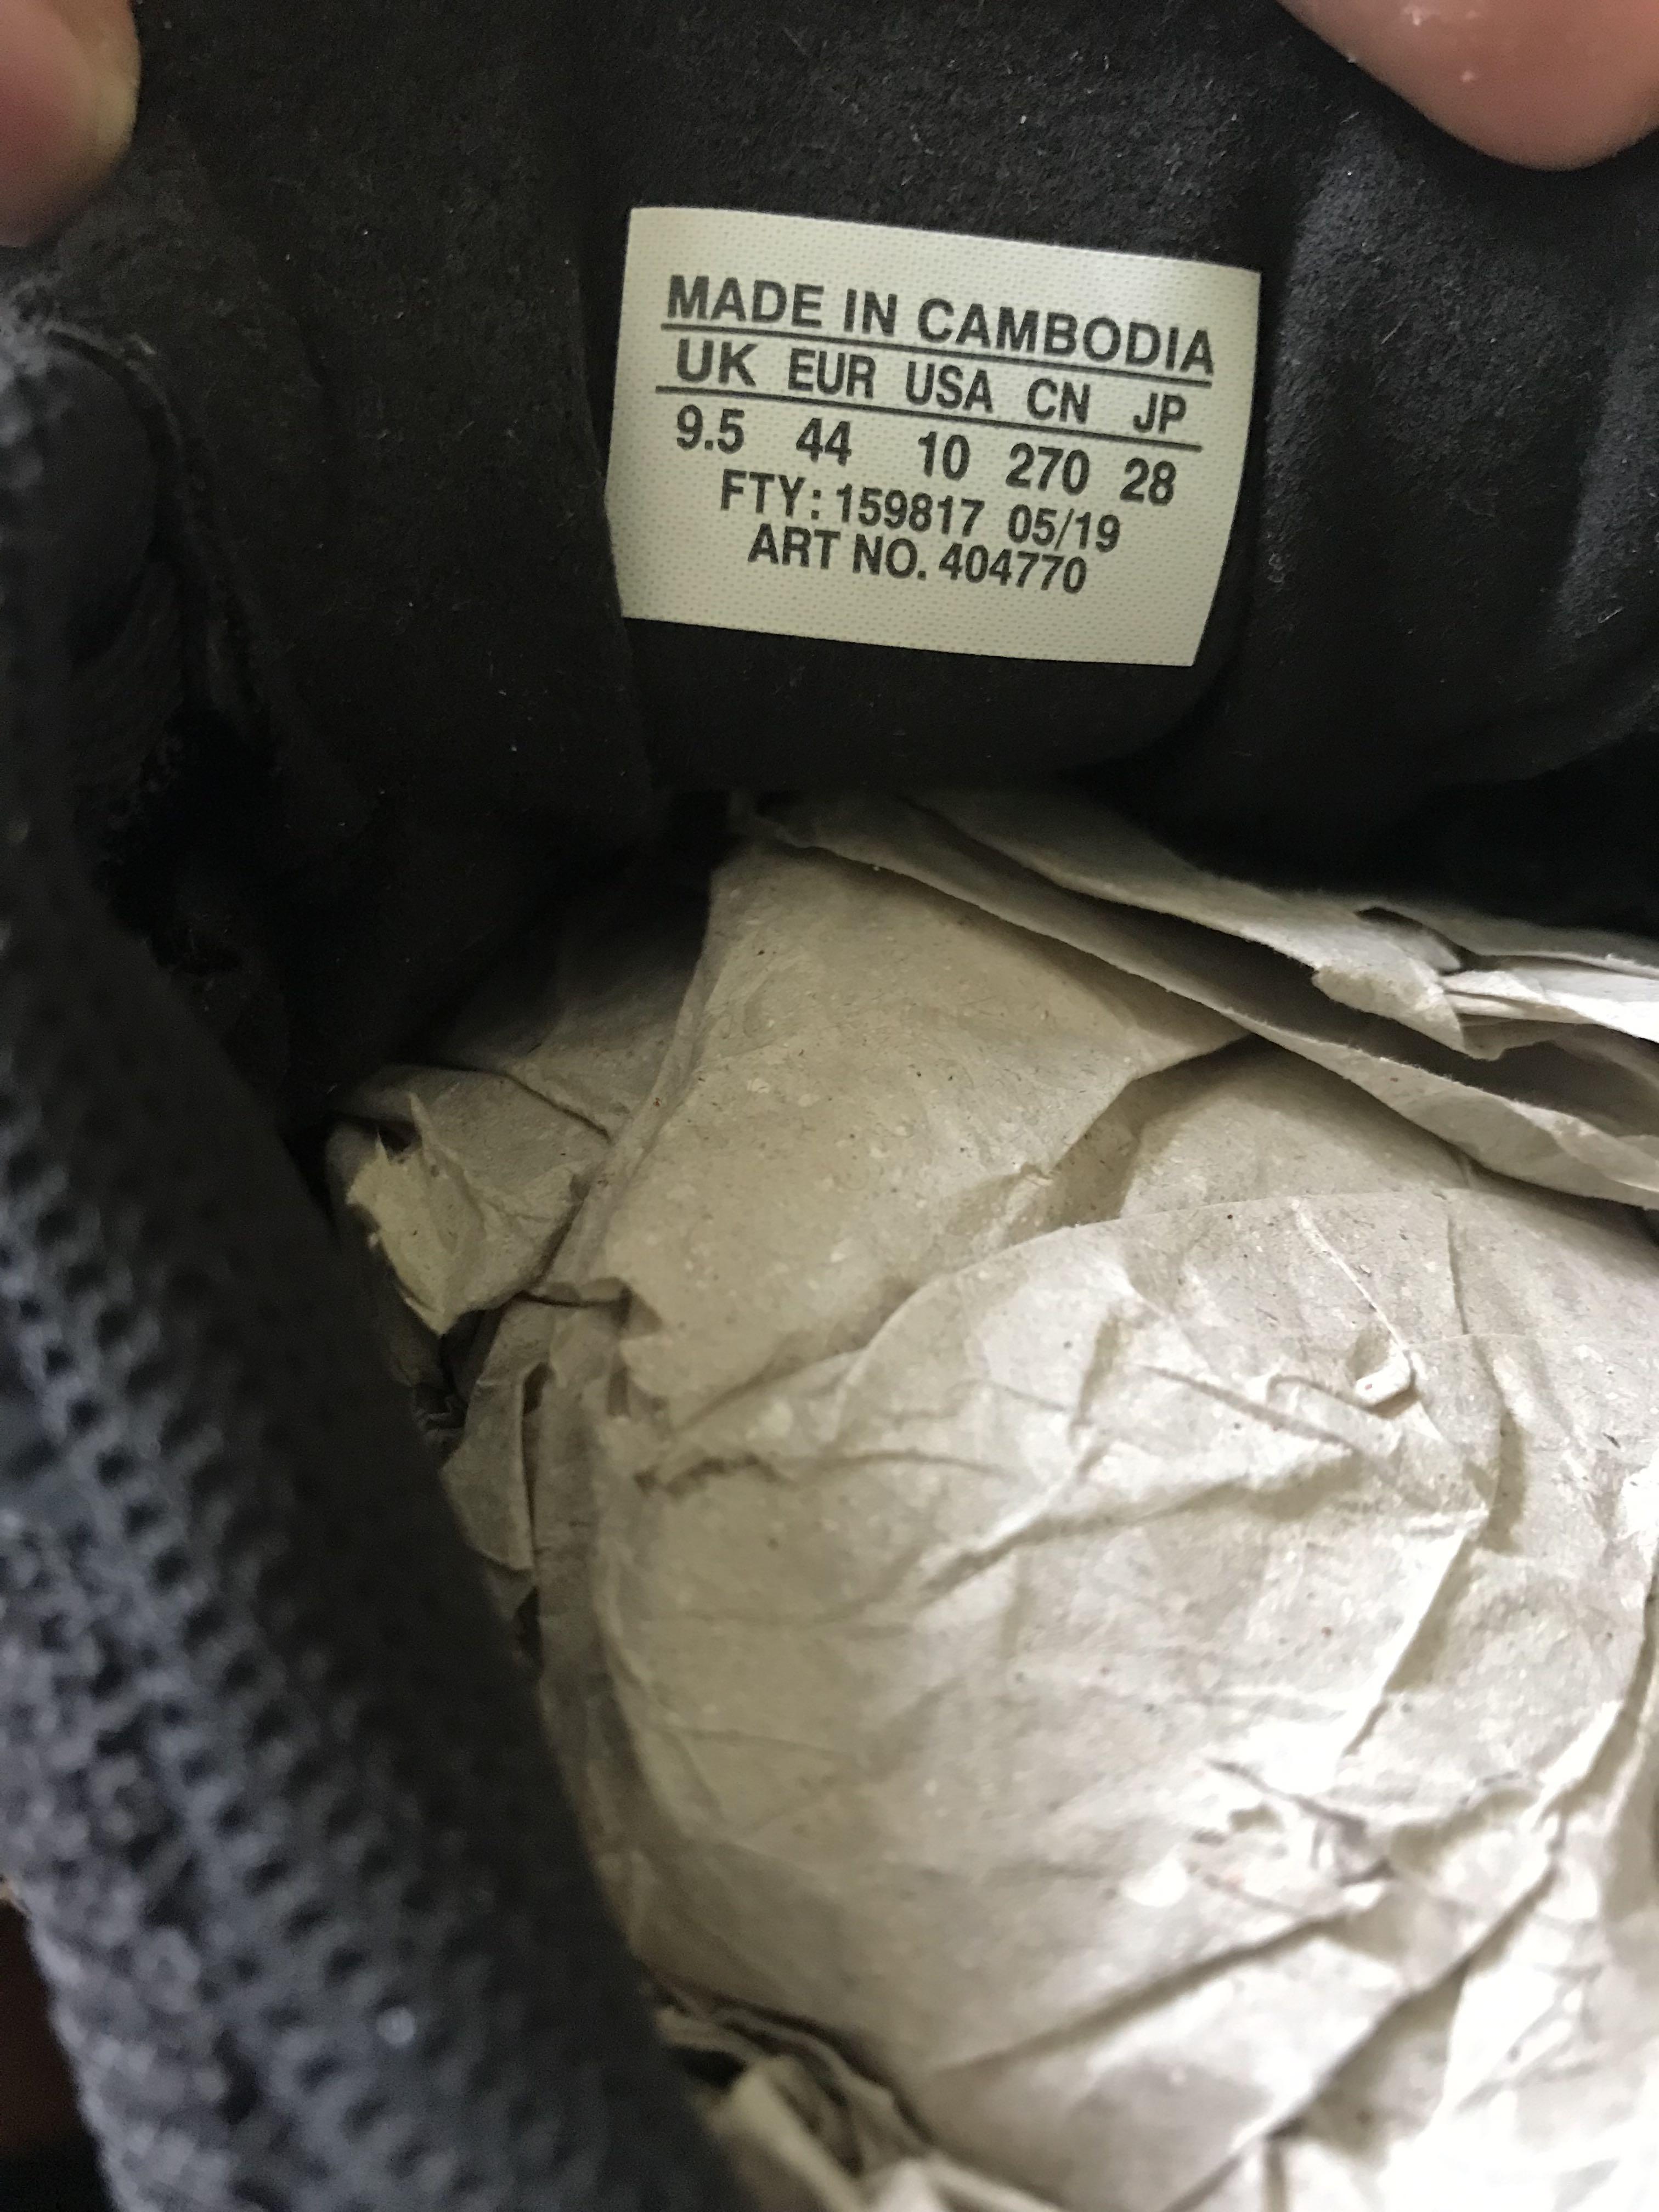 MADE IN CAMBODIA
UK EUR USA CN JP
9.5 44 10 270 28
FTY: 159817 05/19
ART NO. 404770